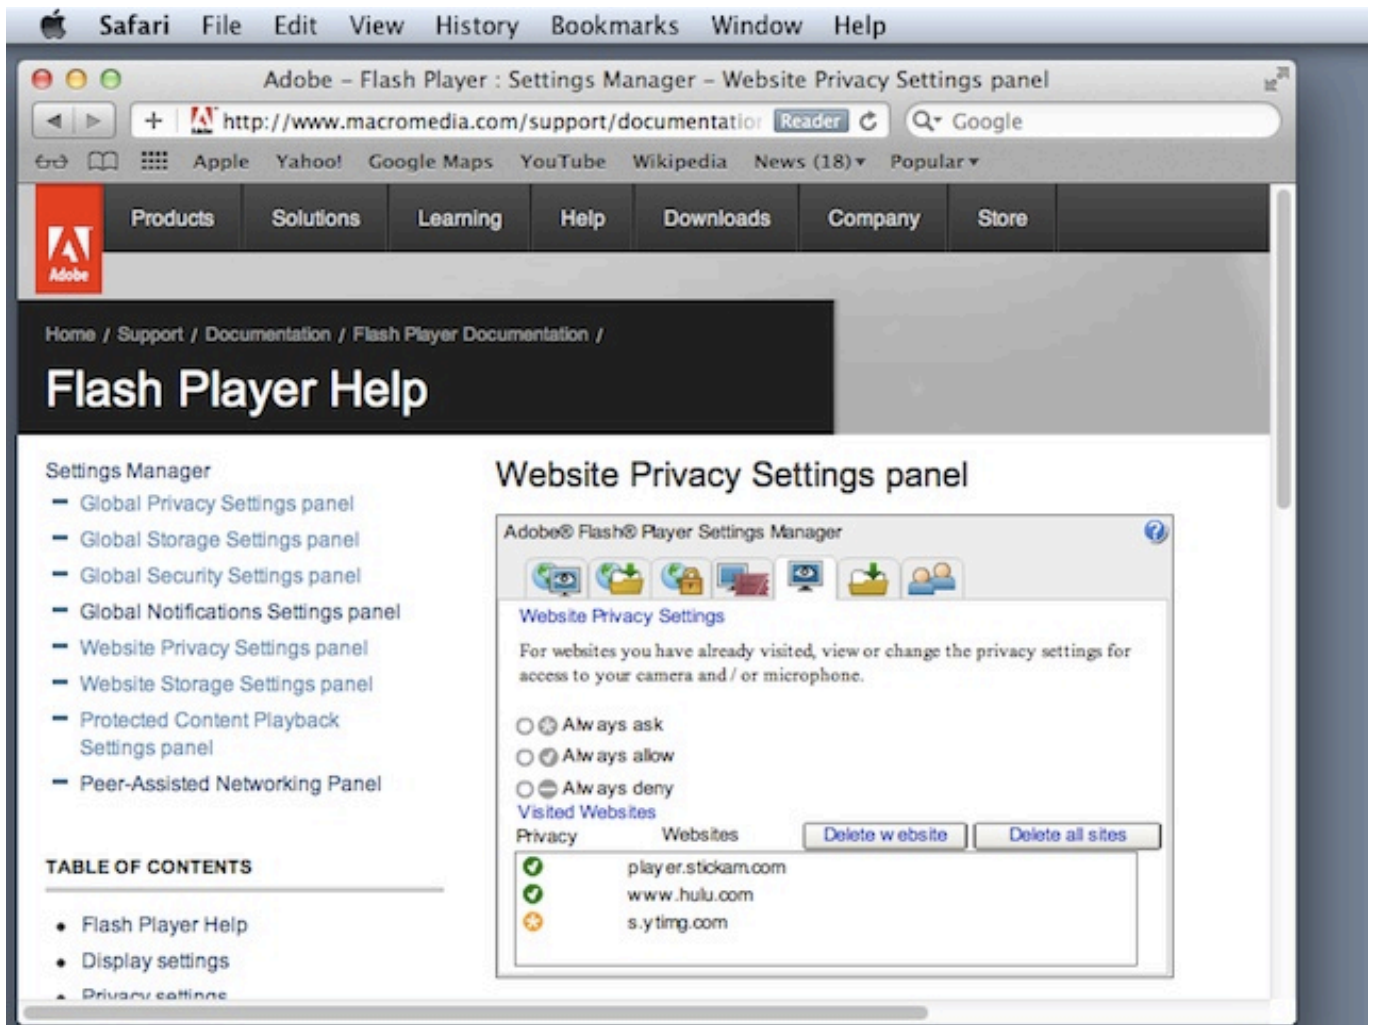 Safari File Edit View History Bookmarks Window Help
Adobe – Flash Player : Settings Manager – Website Privacy Settings panel
http://www.macromedia.com/support/documentation Reader Google
Apple Yahoo! Google Maps YouTube Wikipedia News (18) Popular
Products Solutions Learning Help Downloads Company Store
Adobe
Home / Support / Documentation / Flash Player Documentation /
Flash Player Help
Settings Manager
Global Privacy Settings panel
Global Storage Settings panel
Global Security Settings panel
Global Notifications Settings panel
Website Privacy Settings panel
Website Storage Settings panel
Protected Content Playback
Settings panel
Peer-Assisted Networking Panel
TABLE OF CONTENTS
Flash Player Help
Display settings
Privacy settings
Website Privacy Settings panel
Adobe® Flash® Player Settings Manager
Website Privacy Settings
For websites you have already visited, view or change the privacy settings for
access to your camera and / or microphone.
Always ask
Always allow
Always deny
Visited Websites
Privacy Websites Delete website Delete all sites
player.stickam.com
www.hulu.com
s.ytimg.com